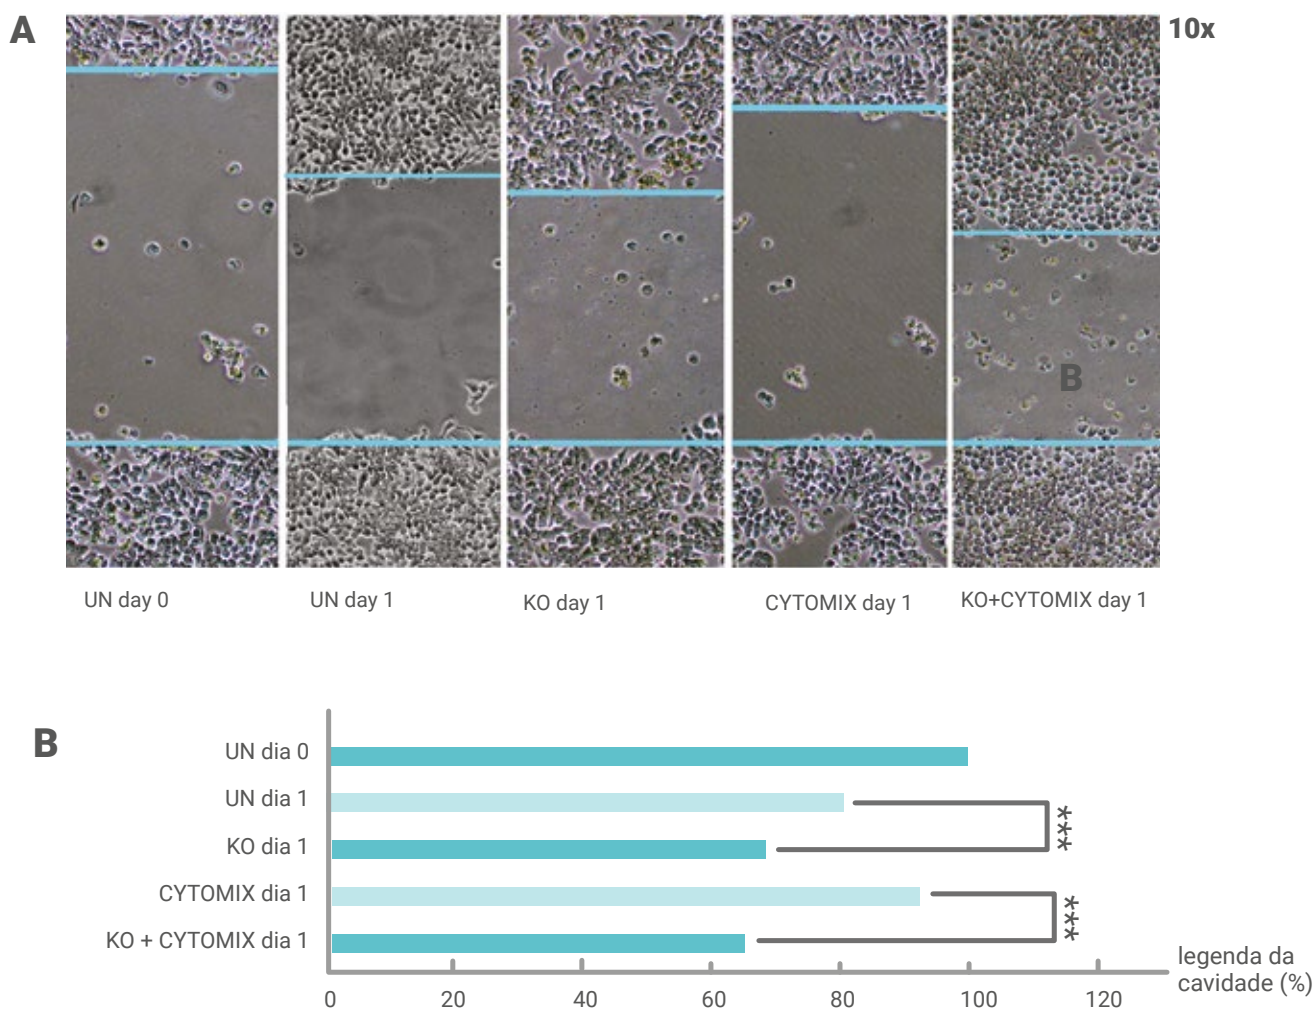 A
10x
B
UN day 0
UN day 1
KO day 1
CYTOMIX day 1
KO+CYTOMIX day 1
B
UN dia 0
UN dia 1
KO dia 1
CYTOMIX dia 1
KO + CYTOMIX dia 1
***
***
0 20 40 60 80 100 120
legenda da
cavidade (%)